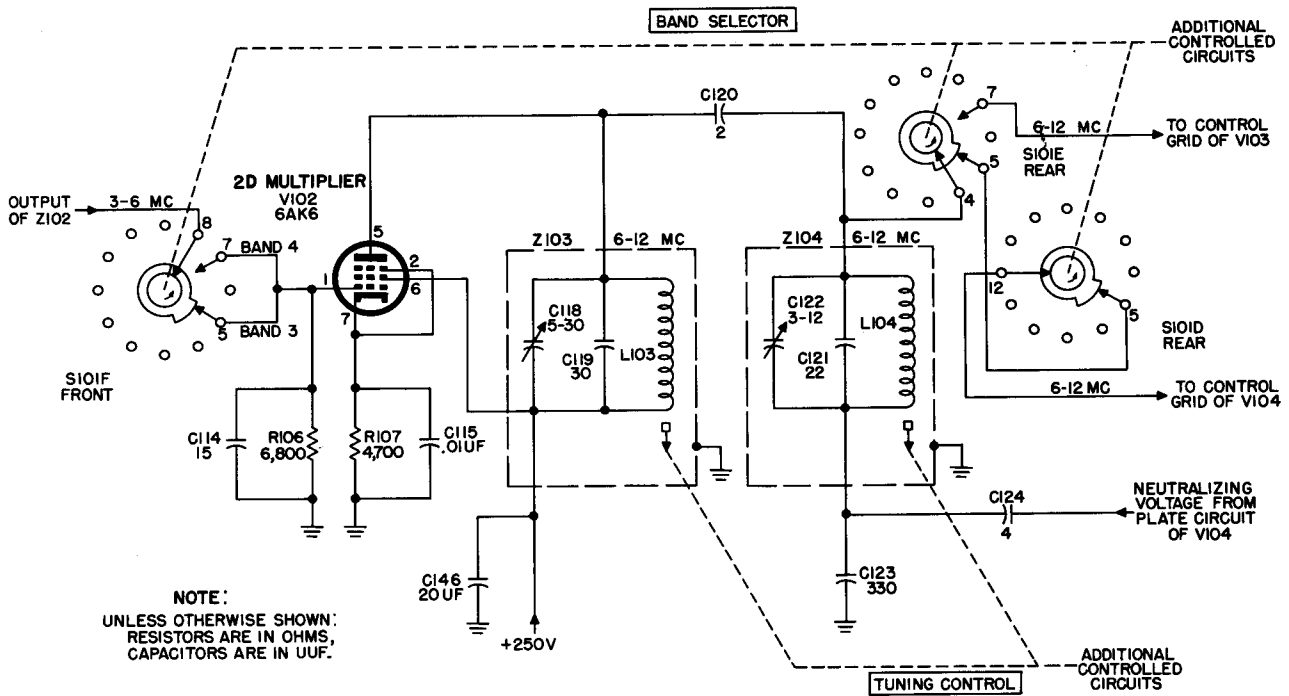 BAND SELECTOR
ADDITIONAL
CONTROLLED
CIRCUITS
C120
2
7
6-12 MC
TO CONTROL
GRID OF V103
S101E
REAR
5
4
2D MULTIPLIER
V102
6AK6
OUTPUT
OF Z102
3-6 MC
8
7
BAND 4
5
BAND 3
S101F
FRONT
5
1
2
6
7
Z103
6-12 MC
C118
5-30
C119
30
L103
Z104
6-12 MC
C122
3-12
C121
22
L104
12
5
S101D
REAR
6-12 MC
TO CONTROL
GRID OF V104
C114
15
R106
6,800
R107
4,700
C115
.01UF
C146
20UF
+250V
C124
4
NEUTRALIZING
VOLTAGE FROM
PLATE CIRCUIT
OF V104
C123
330
NOTE:
UNLESS OTHERWISE SHOWN:
RESISTORS ARE IN OHMS,
CAPACITORS ARE IN UUF.
TUNING CONTROL
ADDITIONAL
CONTROLLED
CIRCUITS